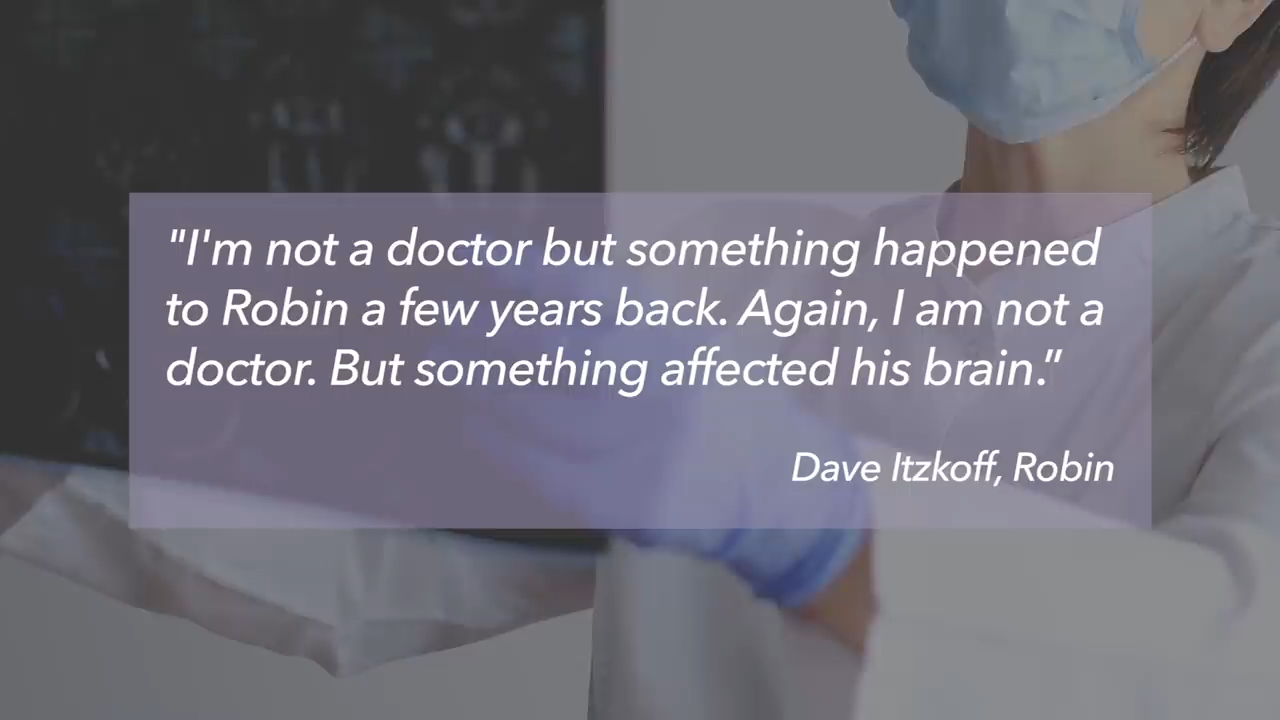 "I'm not a doctor but something happened
to Robin a few years back. Again, I am not a
doctor. But something affected his brain.”
Dave Itzkoff, Robin